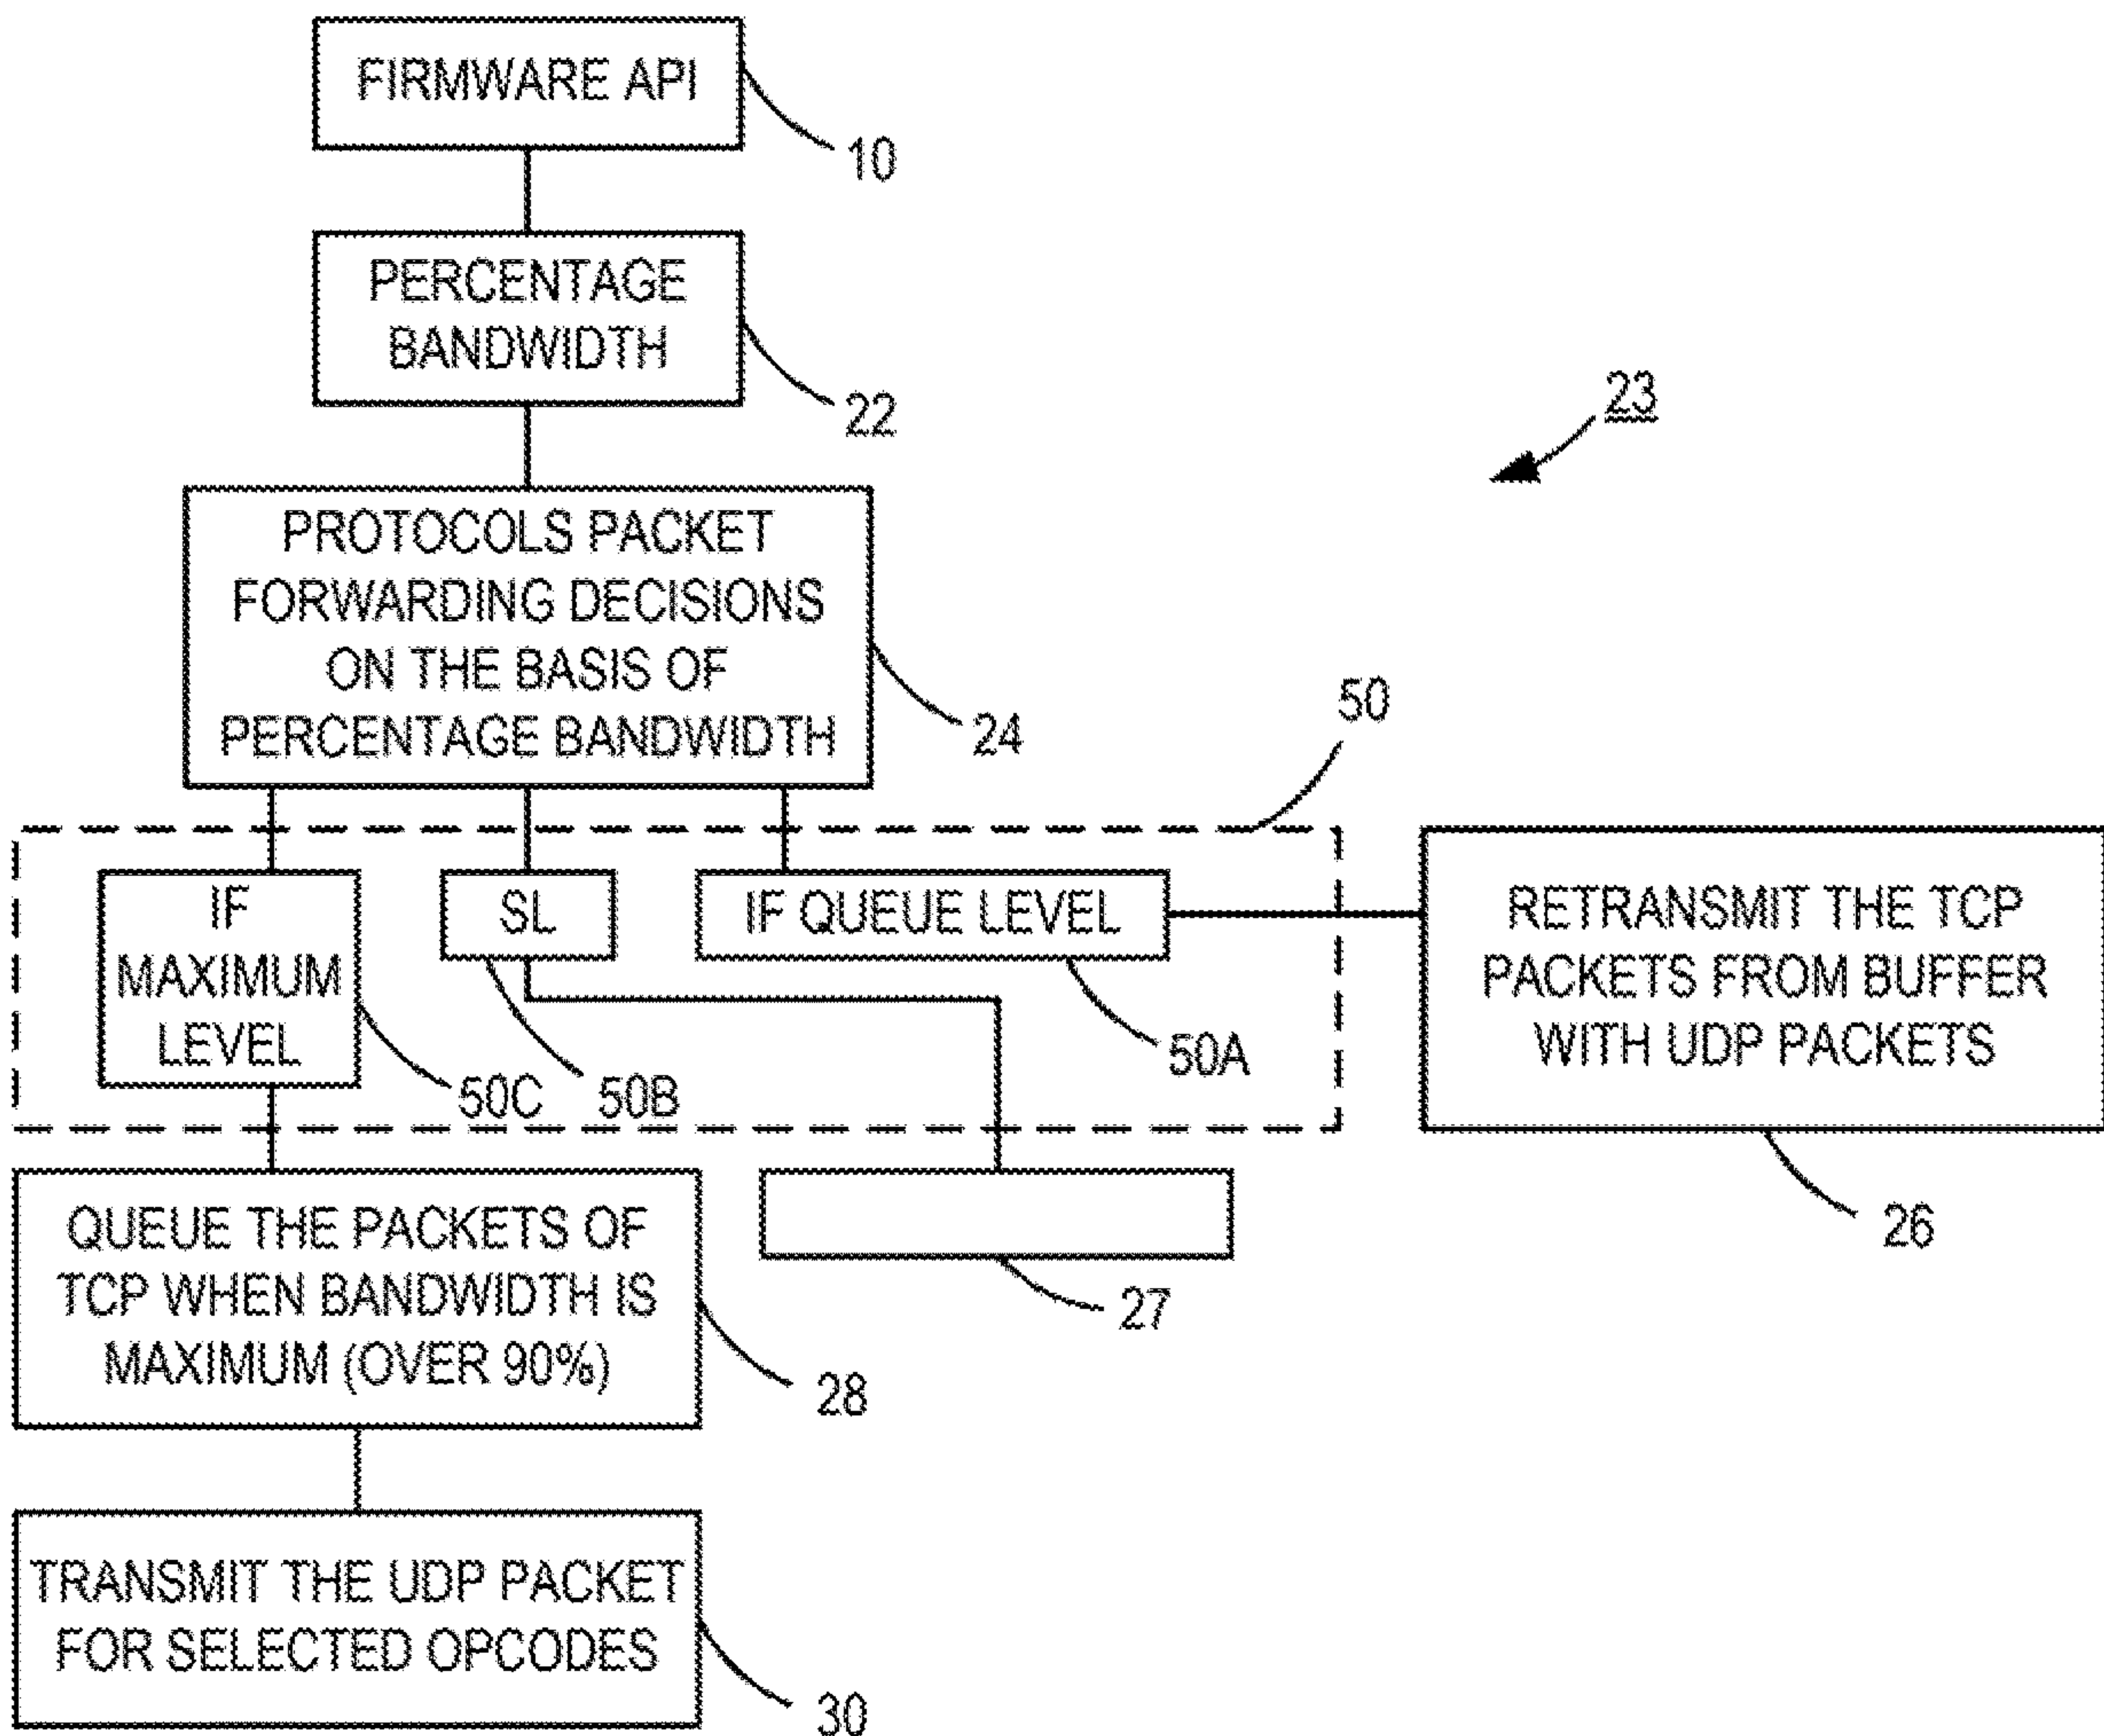 FIRMWARE API
10
PERCENTAGE
BANDWIDTH
22
23
PROTOCOLS PACKET
FORWARDING DECISIONS
ON THE BASIS OF
PERCENTAGE BANDWIDTH
24
50
IF
MAXIMUM
LEVEL
50C
SL
50B
IF QUEUE LEVEL
50A
RETRANSMIT THE TCP
PACKETS FROM BUFFER
WITH UDP PACKETS
26
27
QUEUE THE PACKETS OF
TCP WHEN BANDWIDTH IS
MAXIMUM (OVER 90%)
28
TRANSMIT THE UDP PACKET
FOR SELECTED OPCODES
30